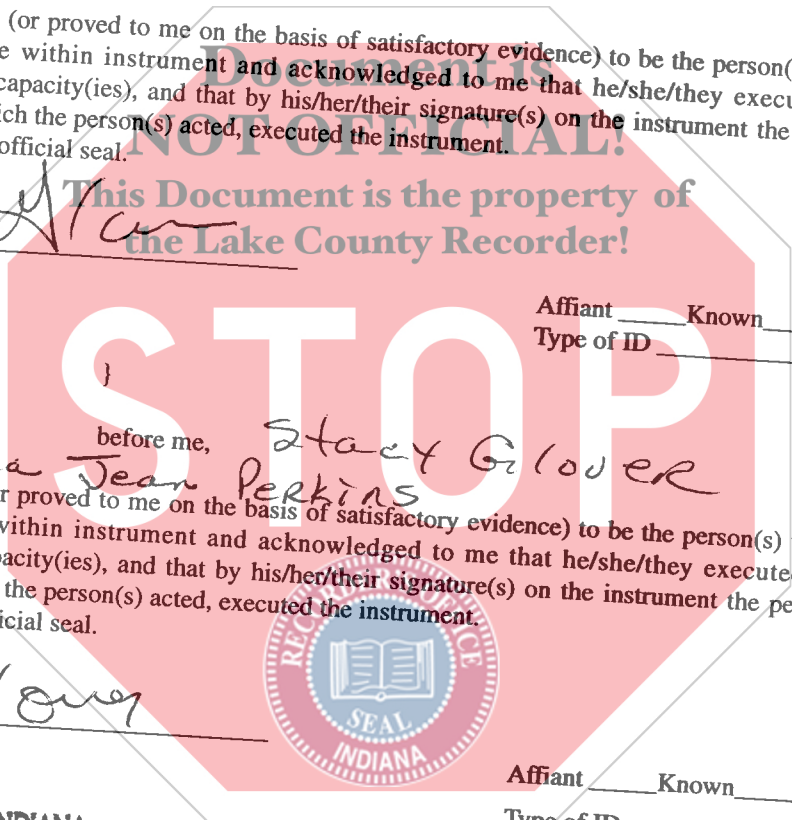 (or proved to me on the basis of satisfactory evidence) to be the person(
e within instrument and acknowledged to me that he/she/they execu
capacity(ies), and that by his/her/their signature(s) on the instrument the
ich the person(s) acted, executed the instrument.
official seal.
Document is
NOT OFFICIAL!
This Document is the property of
the Lake County Recorder!
STOP
Affiant ______Known
Type of ID
}
before me, Stacy Glover
a Jean Perkins
r proved to me on the basis of satisfactory evidence) to be the person(s)
within instrument and acknowledged to me that he/she/they execute
pacity(ies), and that by his/her/their signature(s) on the instrument the pe
the person(s) acted, executed the instrument.
icial seal.
RECORDER'S OFFICE
SEAL
INDIANA
Affiant ______Known
Type of ID
INDIANA